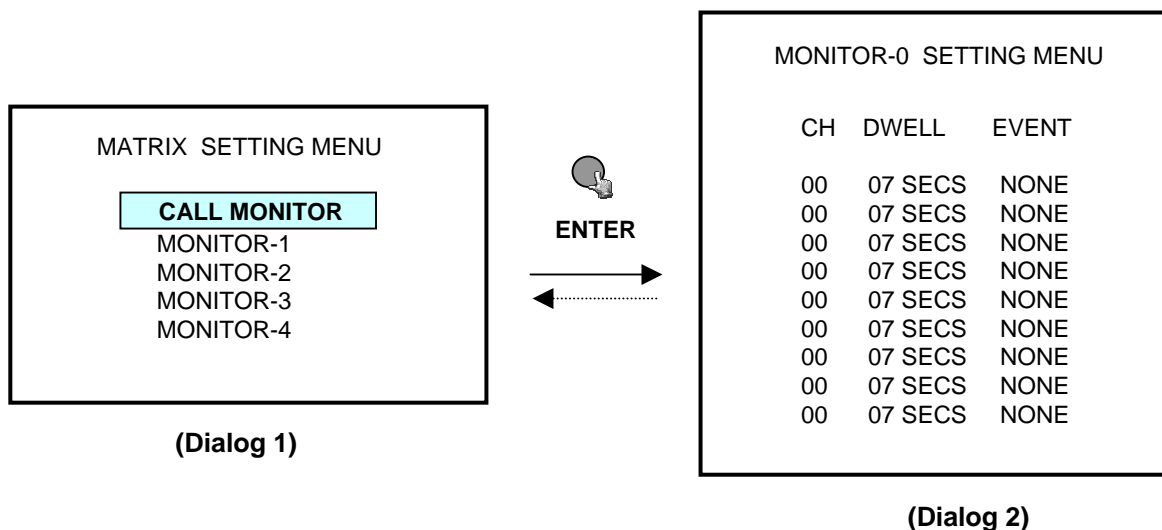 MATRIX SETTING MENU
CALL MONITOR
MONITOR-1
MONITOR-2
MONITOR-3
MONITOR-4
(Dialog 1)
ENTER
MONITOR-0 SETTING MENU
CH DWELL EVENT
00 07 SECS NONE
00 07 SECS NONE
00 07 SECS NONE
00 07 SECS NONE
00 07 SECS NONE
00 07 SECS NONE
00 07 SECS NONE
00 07 SECS NONE
00 07 SECS NONE
(Dialog 2)